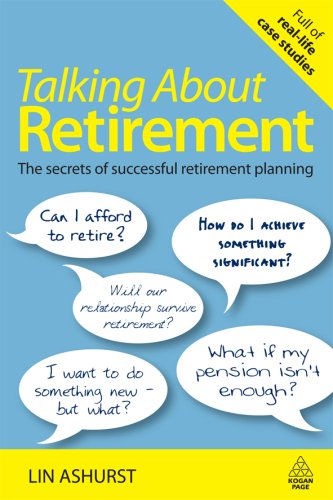 Full of
real-life
case studies
Talking About
Retirement
The secrets of successful retirement planning
Can I afford
to retire?
How do I achieve
something
significant?
Will our
relationship survive
retirement?
I want to do
something new –
but what?
What if my
pension isn't
enough?
LIN ASHURST
KOGAN
PAGE